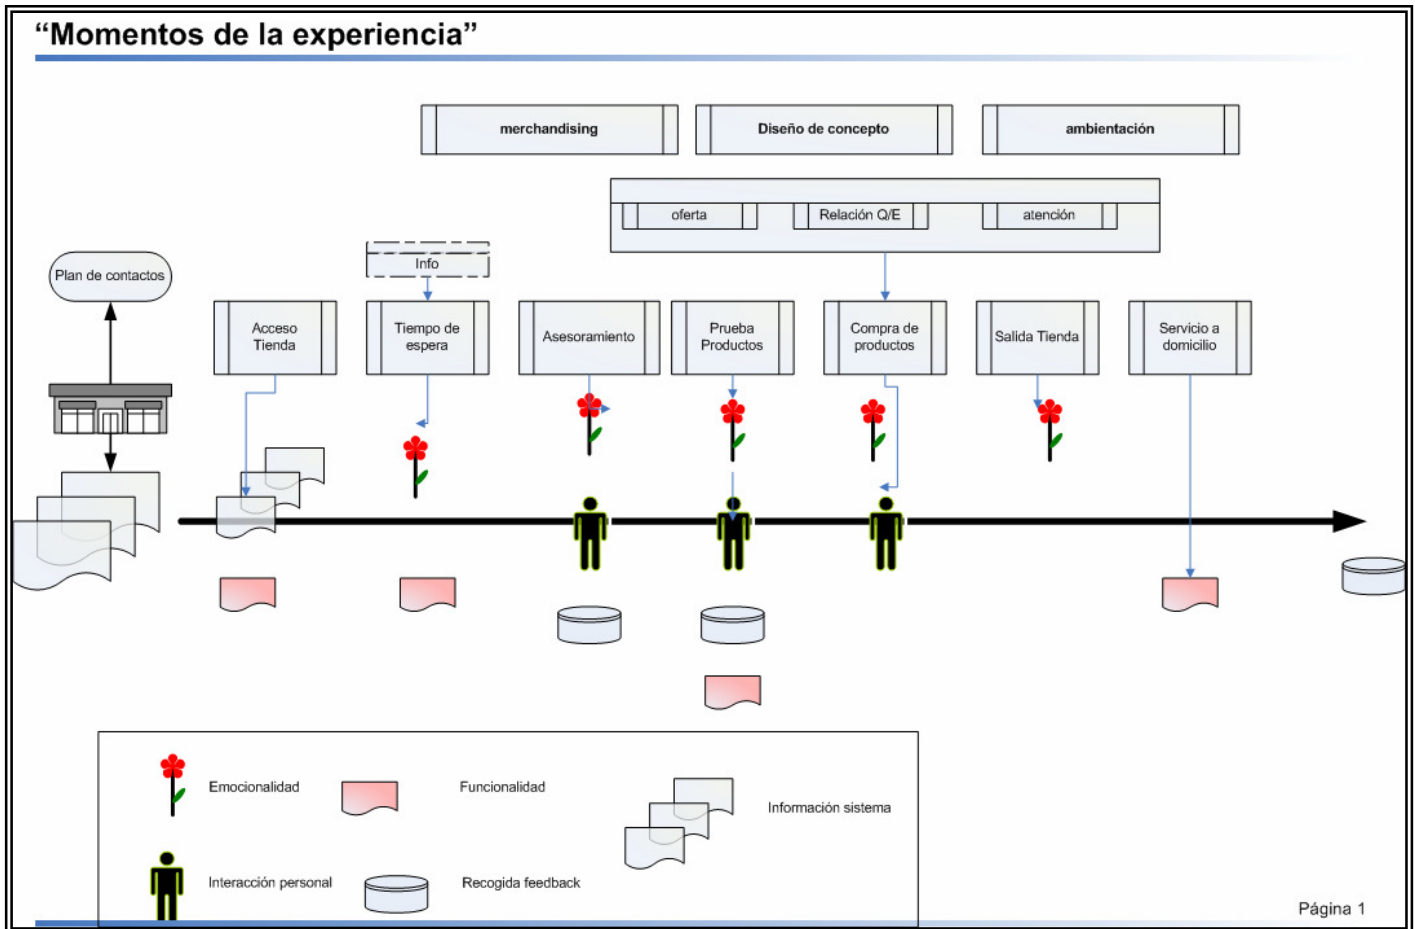 “Momentos de la experiencia”
merchandising
Diseño de concepto
ambientación
oferta
Relación Q/E
atención
Plan de contactos
Info
Acceso
Tienda
Tiempo de
espera
Asesoramiento
Prueba
Productos
Compra de
productos
Salida Tienda
Servicio a
domicilio
Emocionalidad
Funcionalidad
Información sistema
Interacción personal
Recogida feedback
Página 1